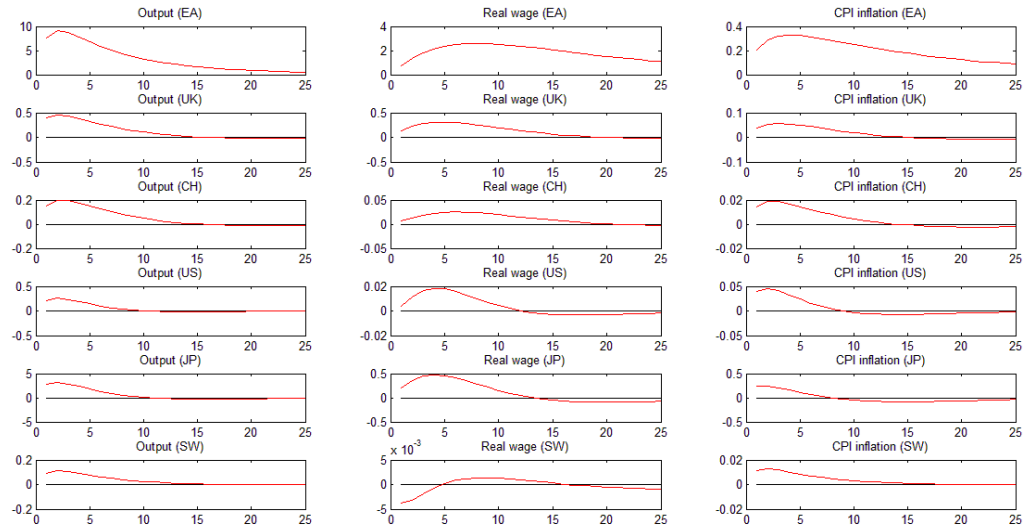 Output (EA) Real wage (EA) CPI inflation (EA)
10 4 0.4
5 2 0.2
0 0 0
0 5 10 15 20 25 0 5 10 15 20 25 0 5 10 15 20 25
Output (UK) Real wage (UK) CPI inflation (UK)
0.5 0.5 0.1
0 0 0
-0.5 -0.5 -0.1
0 5 10 15 20 25 0 5 10 15 20 25 0 5 10 15 20 25
Output (CH) Real wage (CH) CPI inflation (CH)
0.2 0.05 0.02
0 0 0
-0.2 0.05 -0.02
0 5 10 15 20 25 0 5 10 15 20 25 0 5 10 15 20 25
Output (US) Real wage (US) CPI inflation (US)
0.5 0.02 0.05
0 0 0
-0.5 -0.02 -0.05
0 5 10 15 20 25 0 5 10 15 20 25 0 5 10 15 20 25
Output (JP) Real wage (JP) CPI inflation (JP)
5 0.5 0.5
0 0 0
-5 -0.5 -0.5
0 5 10 15 20 25 0 5 10 15 20 25 0 5 10 15 20 25
x 10-3
Output (SW) Real wage (SW) CPI inflation (SW)
0.2 5 0.02
0 0 0
-0.2 -5 -0.02
0 5 10 15 20 25 0 5 10 15 20 25 0 5 10 15 20 25